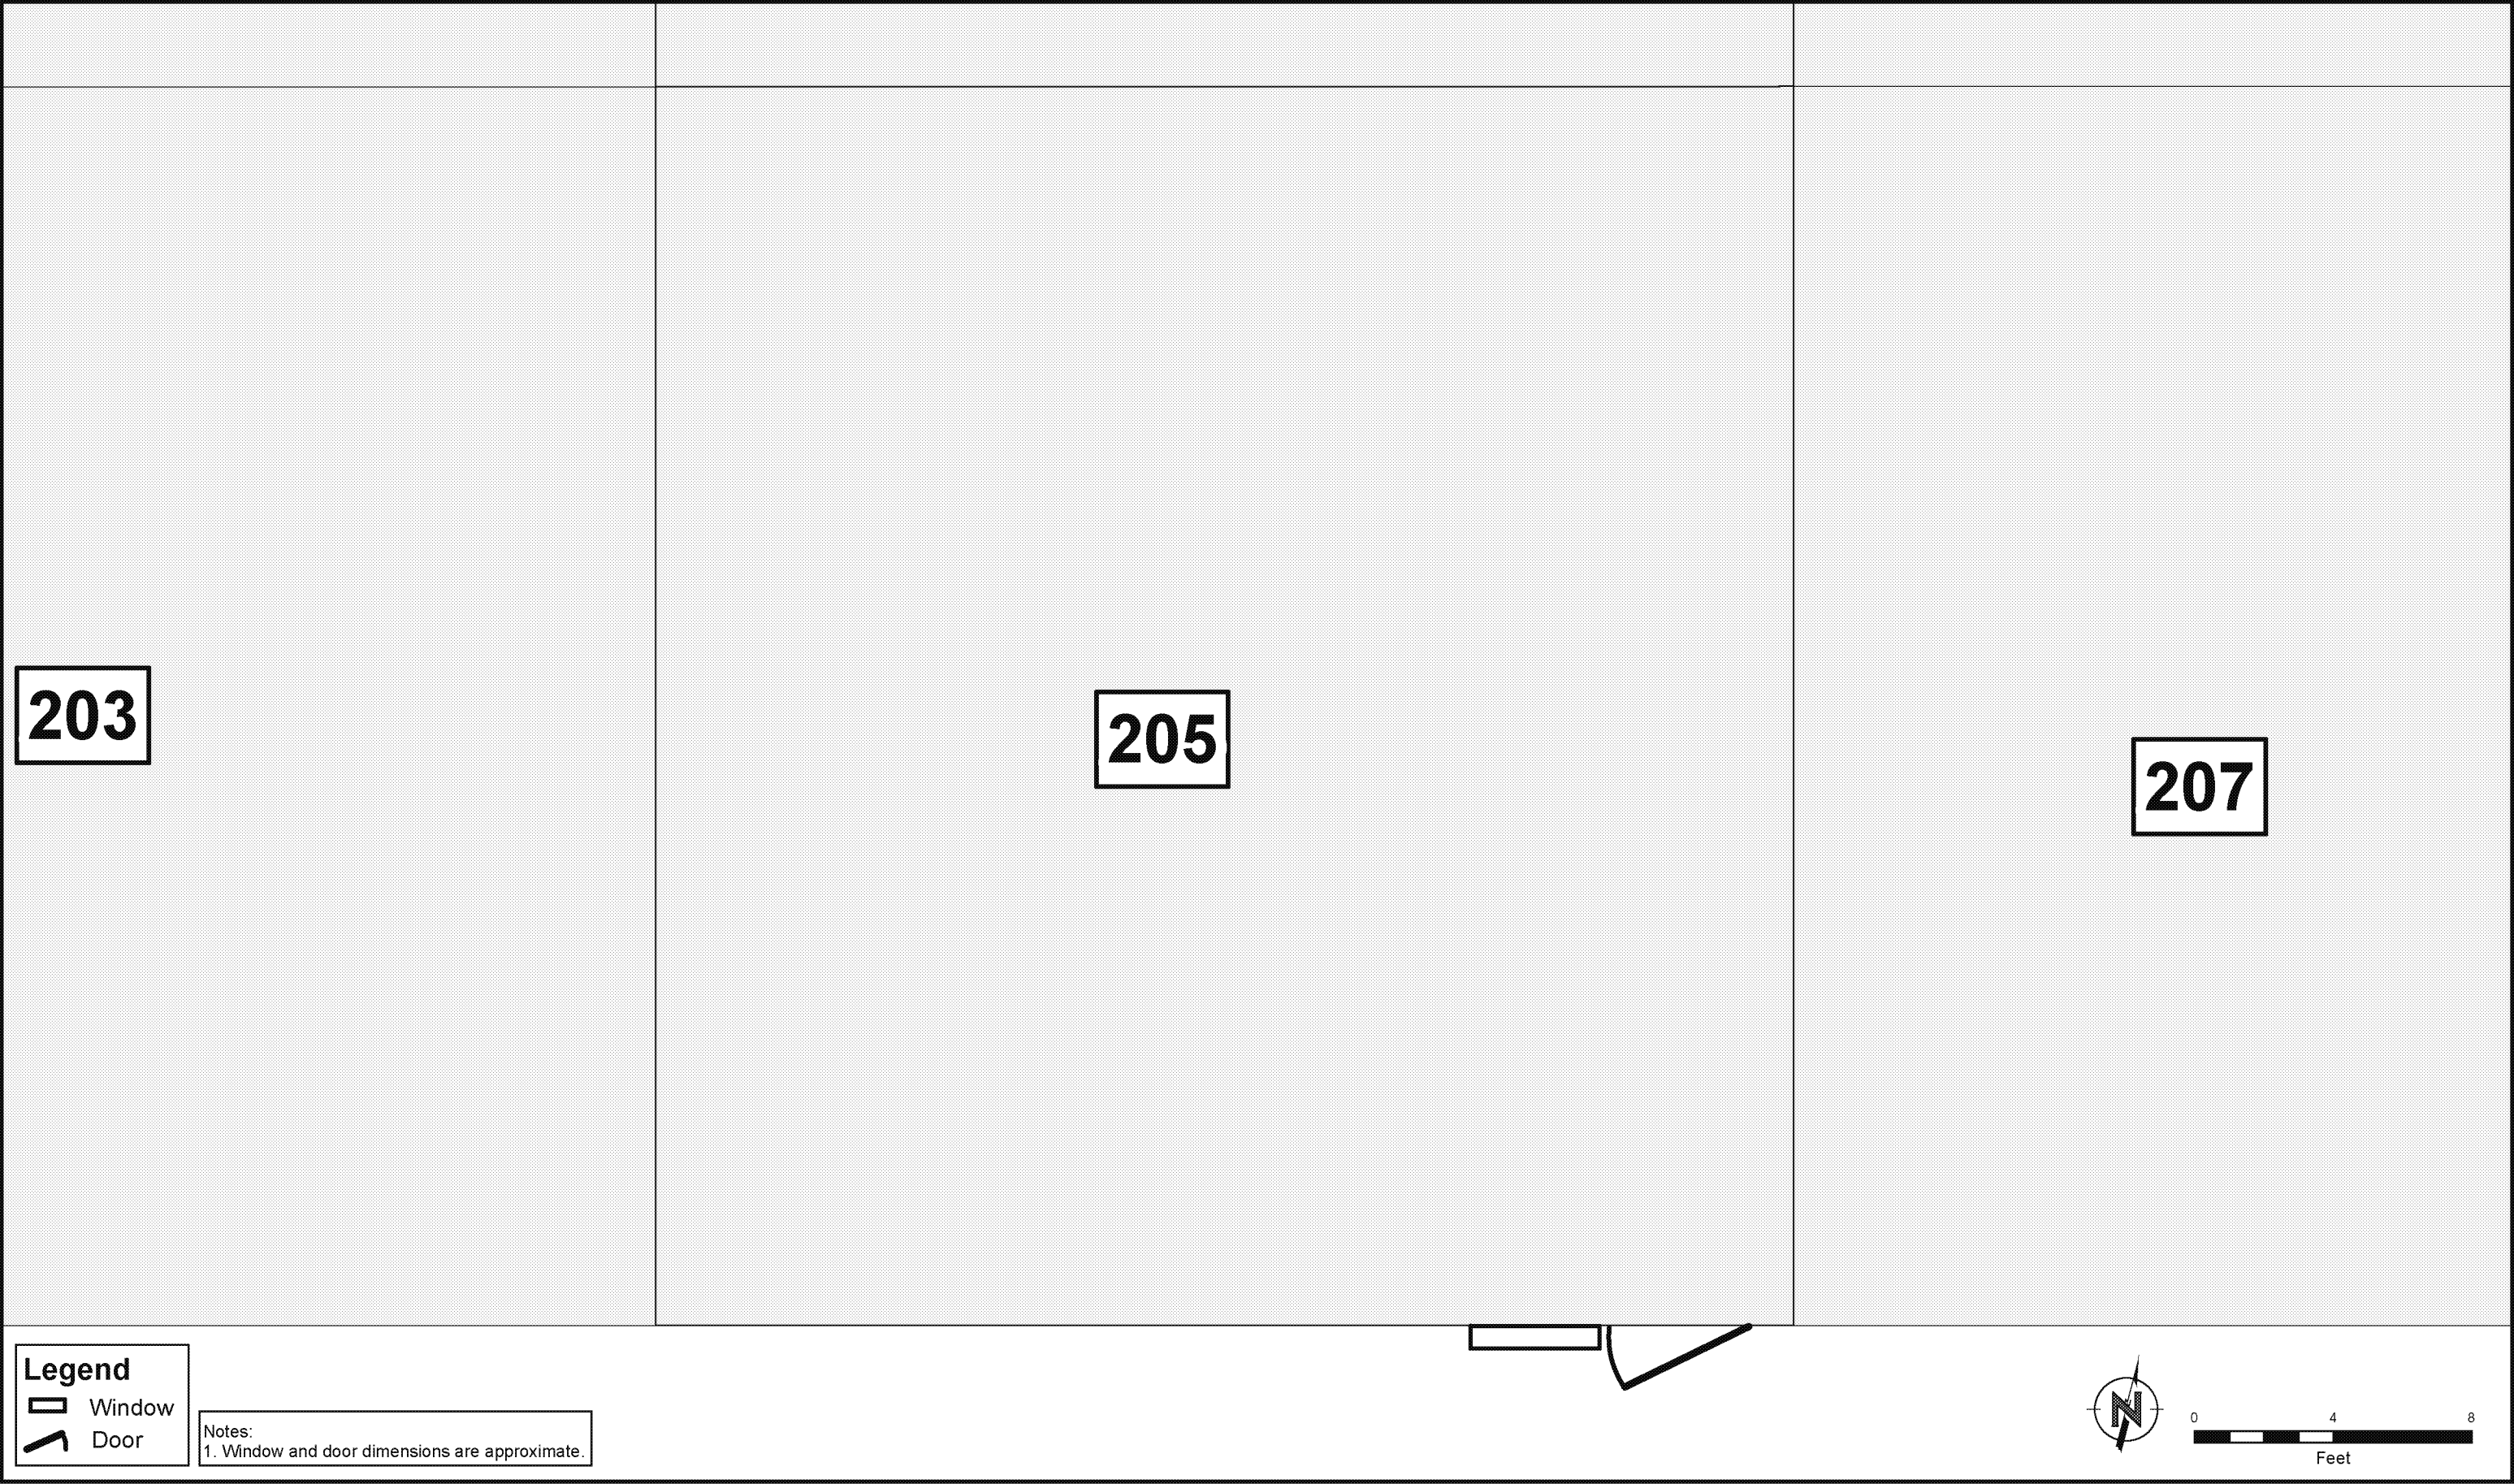 203
205
207
Legend
Window
Door
Notes:
1. Window and door dimensions are approximate.
N
0 4 8
Feet